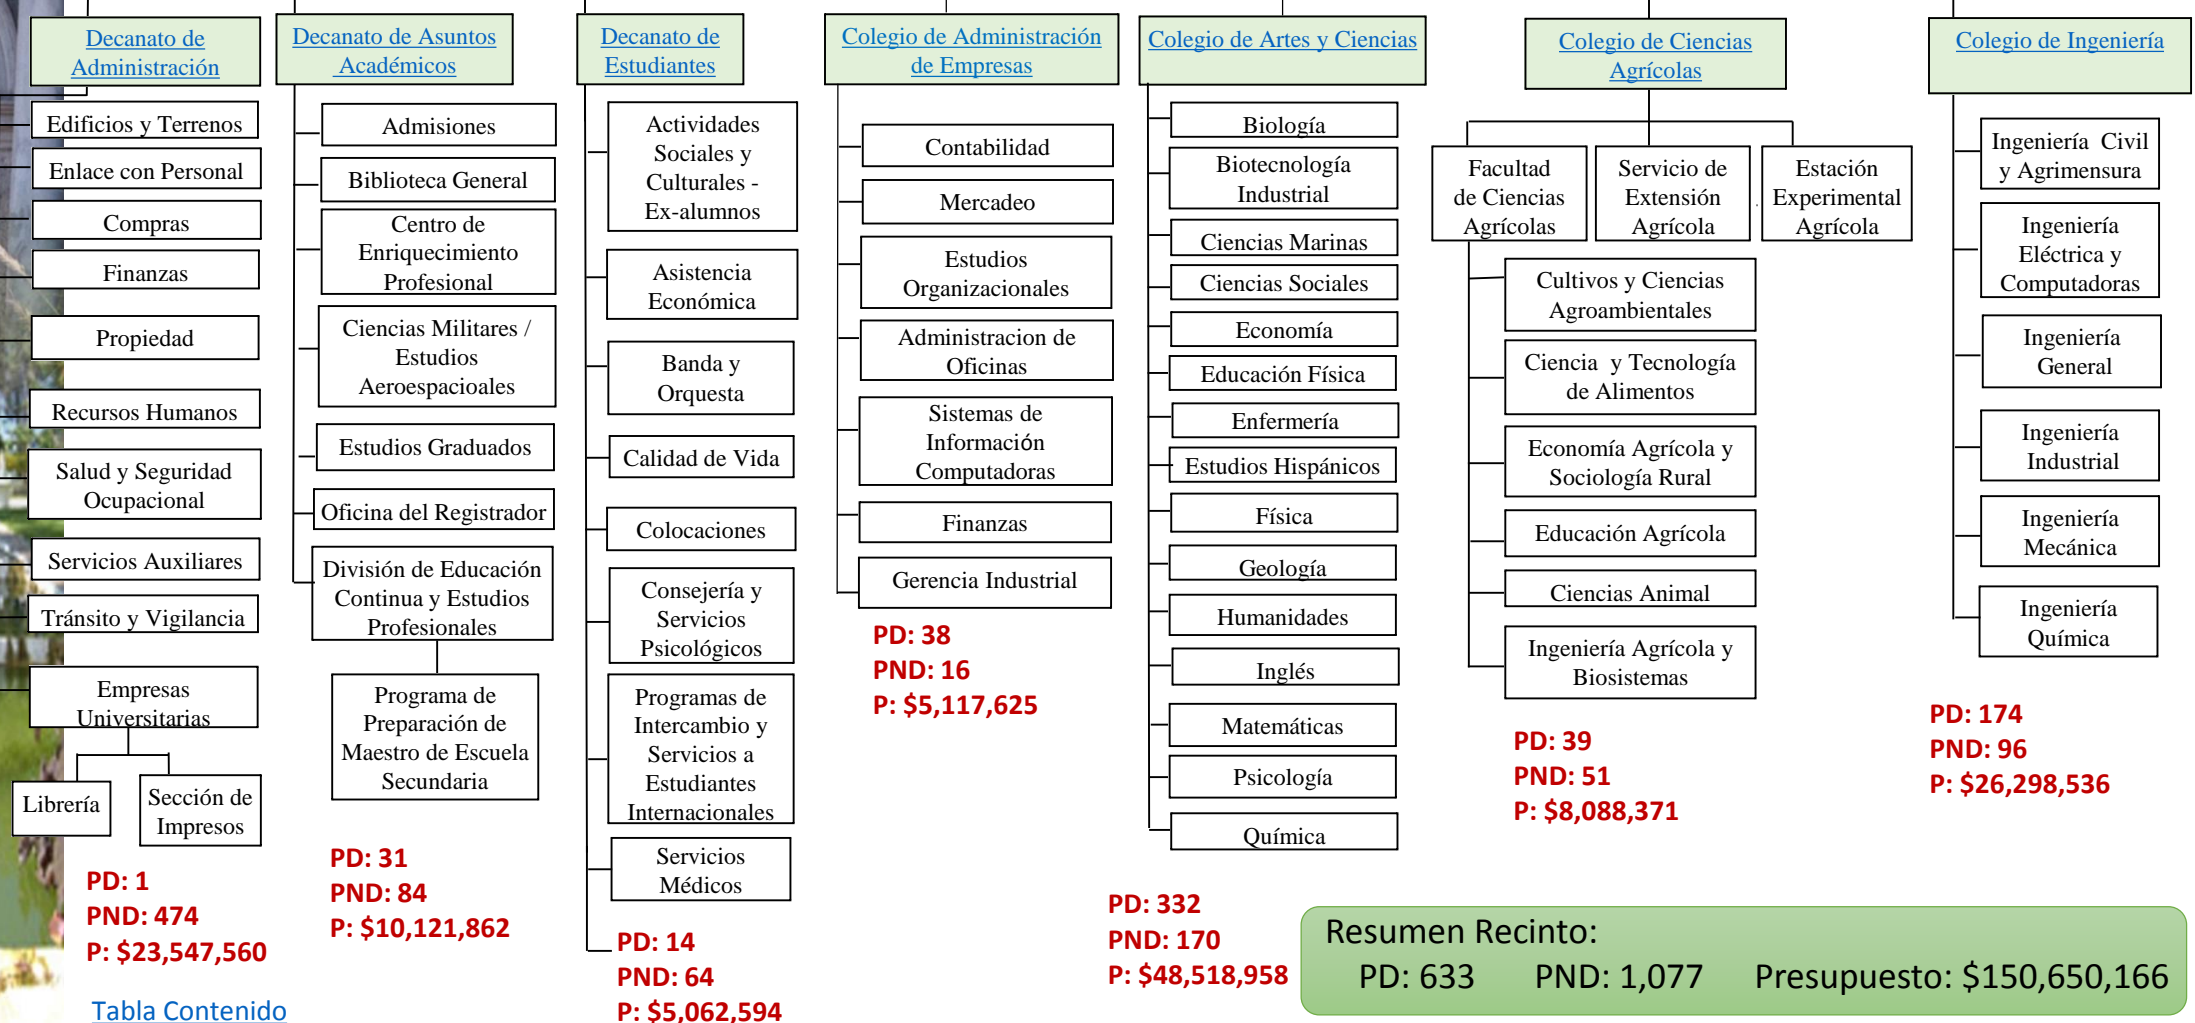 Decanato de
Administración
Edificios y Terrenos
Enlace con Personal
Compras
Finanzas
Propiedad
Recursos Humanos
Salud y Seguridad
Ocupacional
Servicios Auxiliares
Tránsito y Vigilancia
Empresas
Universitarias
Librería
Sección de
Impresos
PD: 1
PND: 474
P: $23,547,560
Decanato de Asuntos
Académicos
Admisiones
Biblioteca General
Centro de
Enriquecimiento
Profesional
Ciencias Militares /
Estudios
Aeroespacioales
Estudios Graduados
Oficina del Registrador
División de Educación
Continua y Estudios
Profesionales
Programa de
Preparación de
Maestro de Escuela
Secundaria
PD: 31
PND: 84
P: $10,121,862
Decanato de
Estudiantes
Actividades
Sociales y
Culturales -
Ex-alumnos
Asistencia
Económica
Banda y
Orquesta
Calidad de Vida
Colocaciones
Consejería y
Servicios
Psicológicos
Programas de
Intercambio y
Servicios a
Estudiantes
Internacionales
Servicios
Médicos
PD: 14
PND: 64
P: $5,062,594
Colegio de Administración
de Empresas
Contabilidad
Mercadeo
Estudios
Organizacionales
Administracion de
Oficinas
Sistemas de
Información
Computadoras
Finanzas
Gerencia Industrial
PD: 38
PND: 16
P: $5,117,625
Colegio de Artes y Ciencias
Biología
Biotecnología
Industrial
Ciencias Marinas
Ciencias Sociales
Economía
Educación Física
Enfermería
Estudios Hispánicos
Física
Geología
Humanidades
Inglés
Matemáticas
Psicología
Química
PD: 332
PND: 170
P: $48,518,958
Colegio de Ciencias
Agrícolas
Facultad
de Ciencias
Agrícolas
Servicio de
Extensión
Agrícola
Estación
Experimental
Agrícola
Cultivos y Ciencias
Agroambientales
Ciencia y Tecnología
de Alimentos
Economía Agrícola y
Sociología Rural
Educación Agrícola
Ciencias Animal
Ingeniería Agrícola y
Biosistemas
PD: 39
PND: 51
P: $8,088,371
Colegio de Ingeniería
Ingeniería Civil
y Agrimensura
Ingeniería
Eléctrica y
Computadoras
Ingeniería
General
Ingeniería
Industrial
Ingeniería
Mecánica
Ingeniería
Química
PD: 174
PND: 96
P: $26,298,536
Resumen Recinto:
PD: 633 PND: 1,077 Presupuesto: $150,650,166
Tabla Contenido